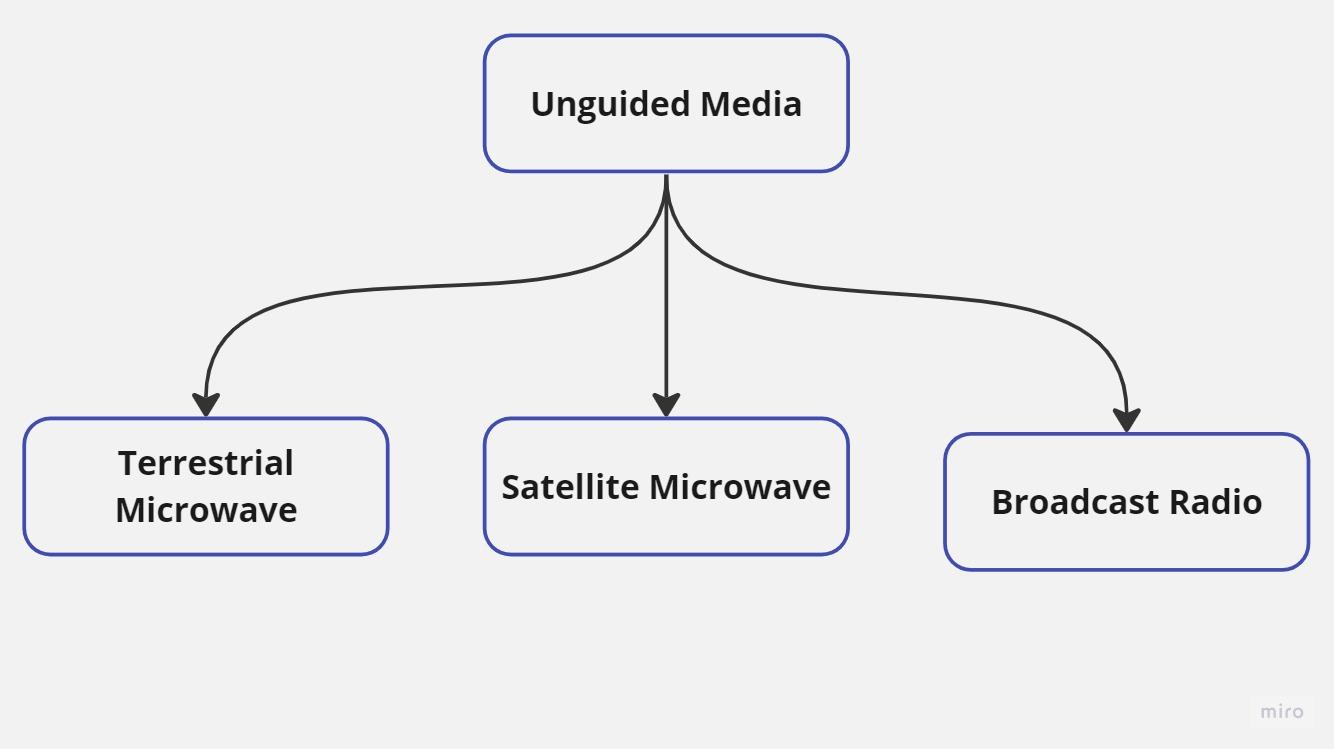 Unguided Media
Terrestrial
Microwave
Satellite Microwave
Broadcast Radio
miro